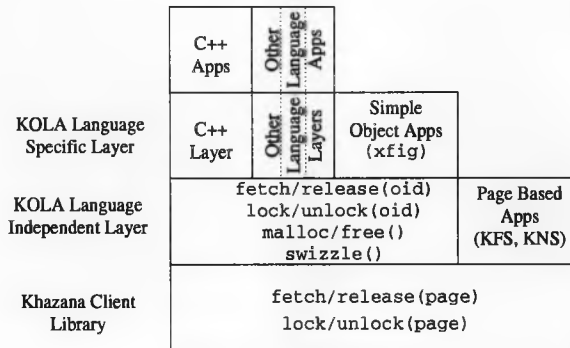 C++
Apps
Other
Language
Apps
KOLA Language
Specific Layer
C++
Layer
Other
Language
Layers
Simple
Object Apps
(xfig)
KOLA Language
Independent Layer
fetch/release(oid)
lock/unlock(oid)
malloc/free()
swizzle()
Page Based
Apps
(KFS, KNS)
Khazana Client
Library
fetch/release(page)
lock/unlock(page)